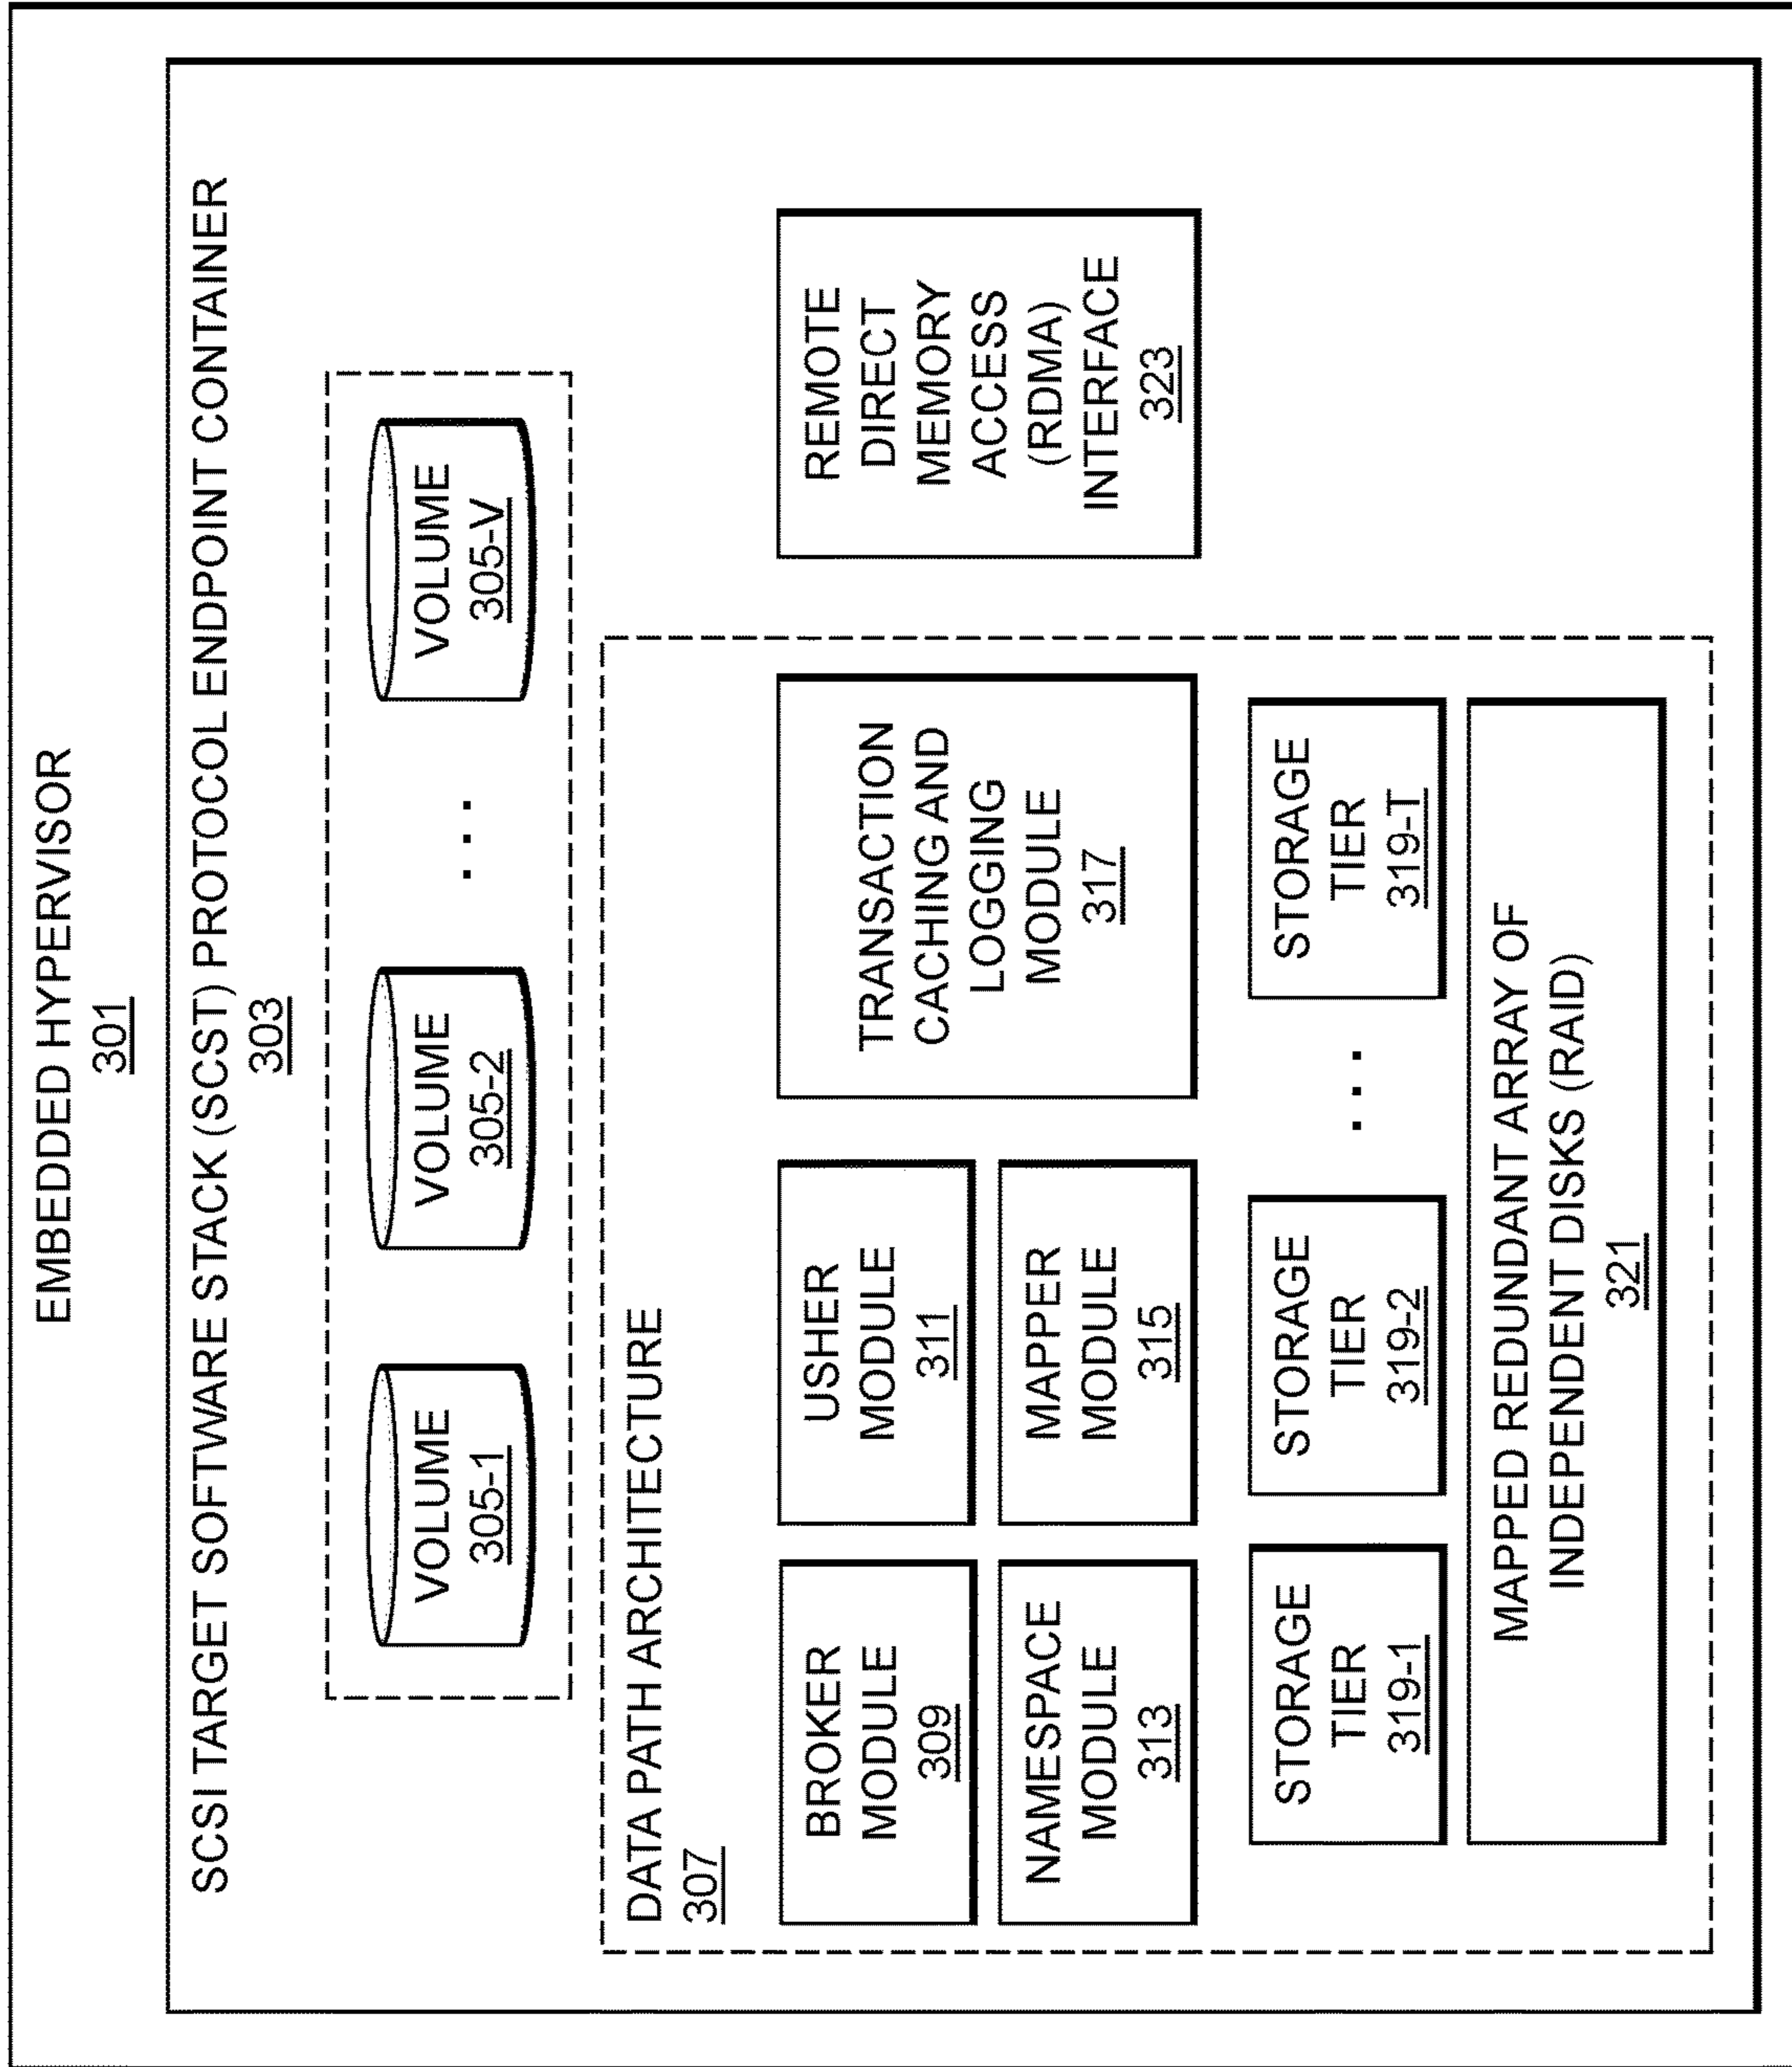 EMBEDDED HYPERVISOR
301
SCSI TARGET SOFTWARE STACK (SCST) PROTOCOL ENDPOINT CONTAINER
303
VOLUME
305-1
VOLUME
305-2
. . .
VOLUME
305-V
DATA PATH ARCHITECTURE
307
BROKER
MODULE
309
USHER
MODULE
311
NAMESPACE
MODULE
313
MAPPER
MODULE
315
TRANSACTION
CACHING AND
LOGGING
MODULE
317
REMOTE
DIRECT
MEMORY
ACCESS
(RDMA)
INTERFACE
323
STORAGE
TIER
319-1
STORAGE
TIER
319-2
. . .
STORAGE
TIER
319-T
MAPPED REDUNDANT ARRAY OF
INDEPENDENT DISKS (RAID)
321